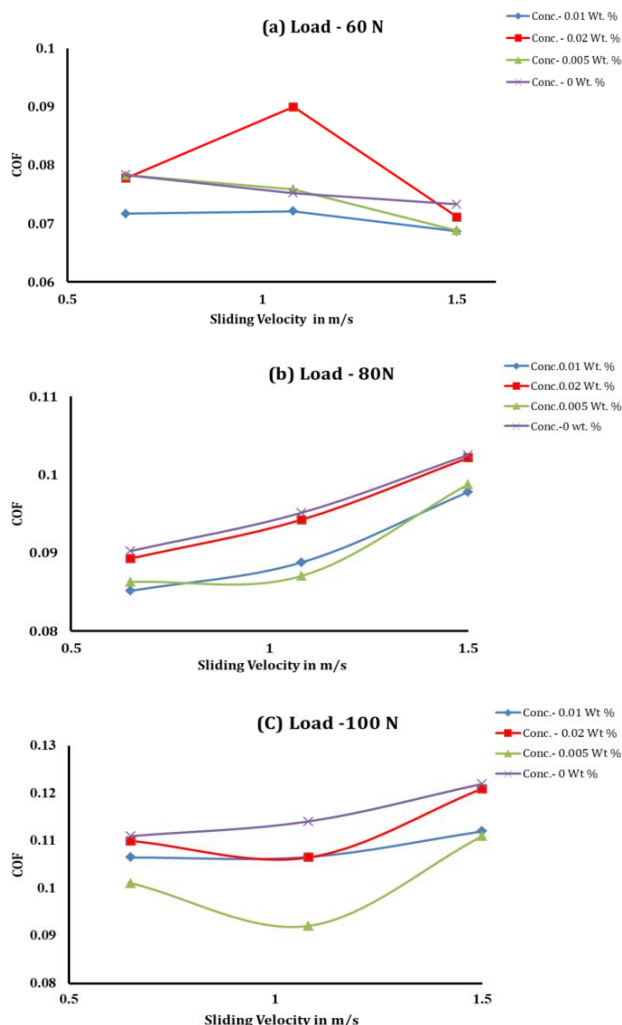 (a) Load - 60 N
Conc.- 0.01 Wt. %
Conc. - 0.02 Wt. %
Conc- 0.005 Wt. %
Conc. - 0 Wt. %
0.1
0.09
0.08
0.07
0.06
COF
0.5
1
1.5
Sliding Velocity in m/s
(b) Load - 80N
Conc.0.01 Wt. %
Conc.0.02 Wt. %
Conc.0.005 Wt. %
Conc.-0 wt. %
0.11
0.1
0.09
0.08
COF
0.5
1
1.5
Sliding Velocity in m/s
(C) Load -100 N
Conc.- 0.01 Wt %
Conc. - 0.02 Wt %
Conc. - 0.005 Wt %
Conc.- 0 Wt %
0.13
0.12
0.11
0.1
0.09
0.08
COF
0.5
1
1.5
Sliding Velocity in m/s